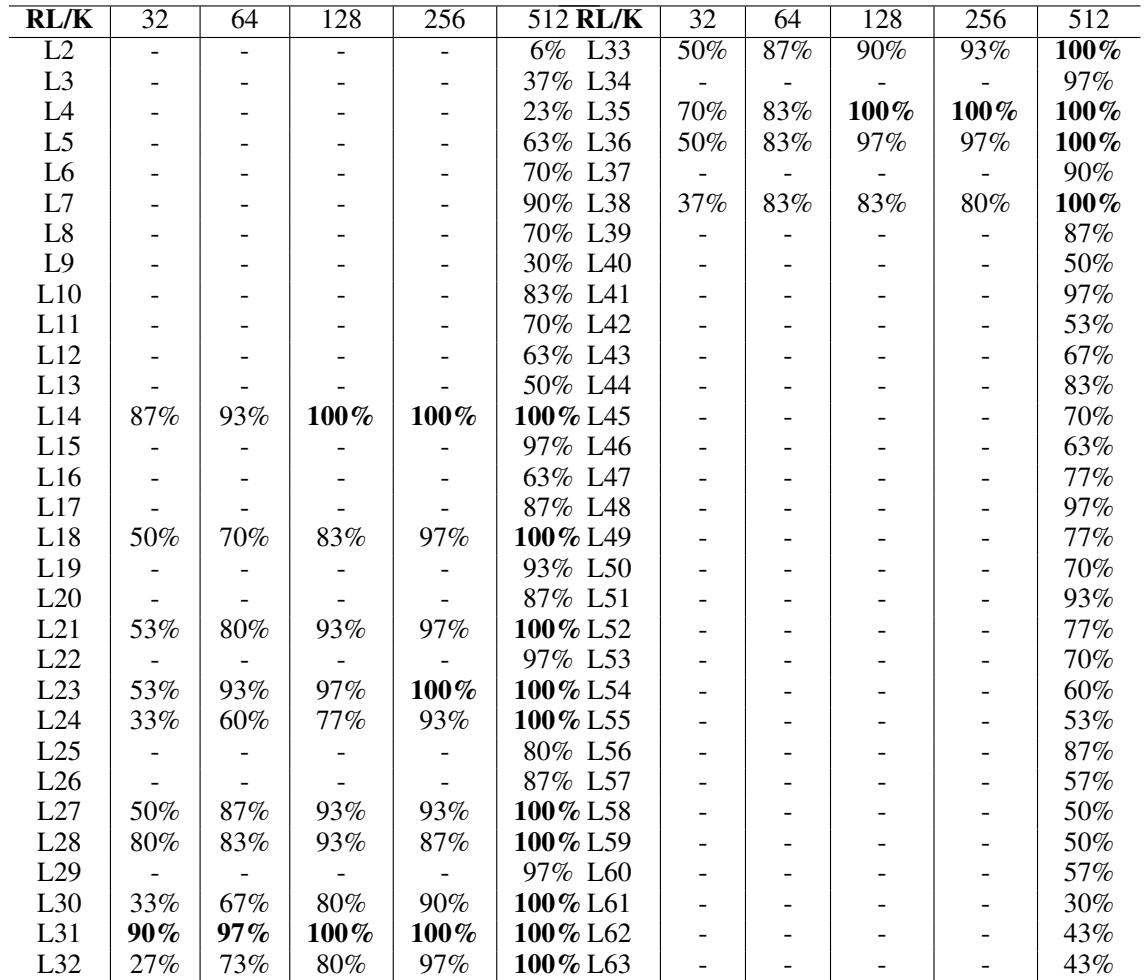 RL/K 32 64 128 256 512 RL/K 32 64 128 256 512
L2 - - - - 6% L33 50% 87% 90% 93% 100%
L3 - - - - 37% L34 - - - - 97%
L4 - - - - 23% L35 70% 83% 100% 100% 100%
L5 - - - - 63% L36 50% 83% 97% 97% 100%
L6 - - - - 70% L37 - - - - 90%
L7 - - - - 90% L38 37% 83% 83% 80% 100%
L8 - - - - 70% L39 - - - - 87%
L9 - - - - 30% L40 - - - - 50%
L10 - - - - 83% L41 - - - - 97%
L11 - - - - 70% L42 - - - - 53%
L12 - - - - 63% L43 - - - - 67%
L13 - - - - 50% L44 - - - - 83%
L14 87% 93% 100% 100% 100% L45 - - - - 70%
L15 - - - - 97% L46 - - - - 63%
L16 - - - - 63% L47 - - - - 77%
L17 - - - - 87% L48 - - - - 97%
L18 50% 70% 83% 97% 100% L49 - - - - 77%
L19 - - - - 93% L50 - - - - 70%
L20 - - - - 87% L51 - - - - 93%
L21 53% 80% 93% 97% 100% L52 - - - - 77%
L22 - - - - 97% L53 - - - - 70%
L23 53% 93% 97% 100% 100% L54 - - - - 60%
L24 33% 60% 77% 93% 100% L55 - - - - 53%
L25 - - - - 80% L56 - - - - 87%
L26 - - - - 87% L57 - - - - 57%
L27 50% 87% 93% 93% 100% L58 - - - - 50%
L28 80% 83% 93% 87% 100% L59 - - - - 50%
L29 - - - - 97% L60 - - - - 57%
L30 33% 67% 80% 90% 100% L61 - - - - 30%
L31 90% 97% 100% 100% 100% L62 - - - - 43%
L32 27% 73% 80% 97% 100% L63 - - - - 43%